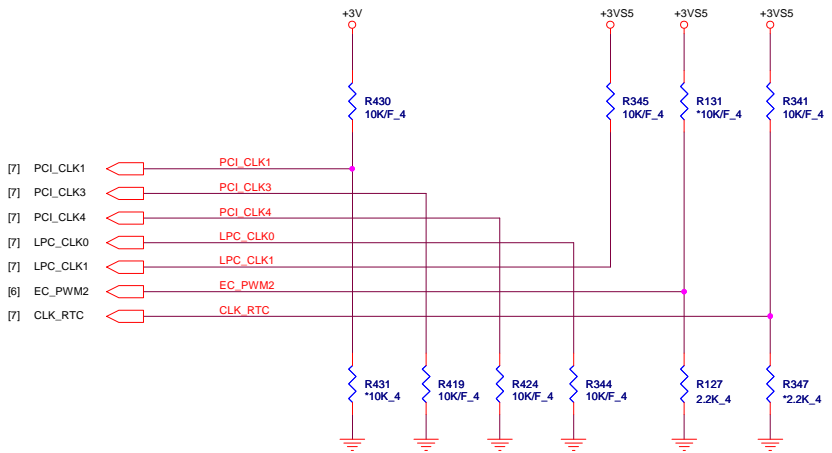 +3V
+3VS5
+3VS5
+3VS5
R430
10K/F_4
R345
10K/F_4
R131
*10K/F_4
R341
10K/F_4
[7] PCI_CLK1 PCI_CLK1
[7] PCI_CLK3 PCI_CLK3
[7] PCI_CLK4 PCI_CLK4
[7] LPC_CLK0 LPC_CLK0
[7] LPC_CLK1 LPC_CLK1
[6] EC_PWM2 EC_PWM2
[7] CLK_RTC CLK_RTC
R431
*10K_4
R419
10K/F_4
R424
10K/F_4
R344
10K/F_4
R127
2.2K_4
R347
*2.2K_4